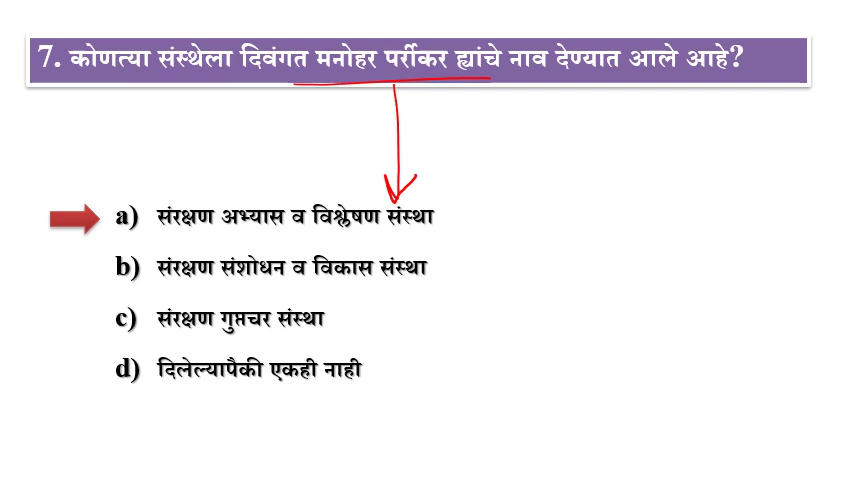 7. कोणत्या संस्थेला दिवंगत मनोहर पर्रीकर ह्यांचे नाव देण्यात आले आहे?
a) संरक्षण अभ्यास व विश्लेषण संस्था
b) संरक्षण संशोधन व विकास संस्था
c) संरक्षण गुप्तचर संस्था
d) दिलेल्यापैकी एकही नाही